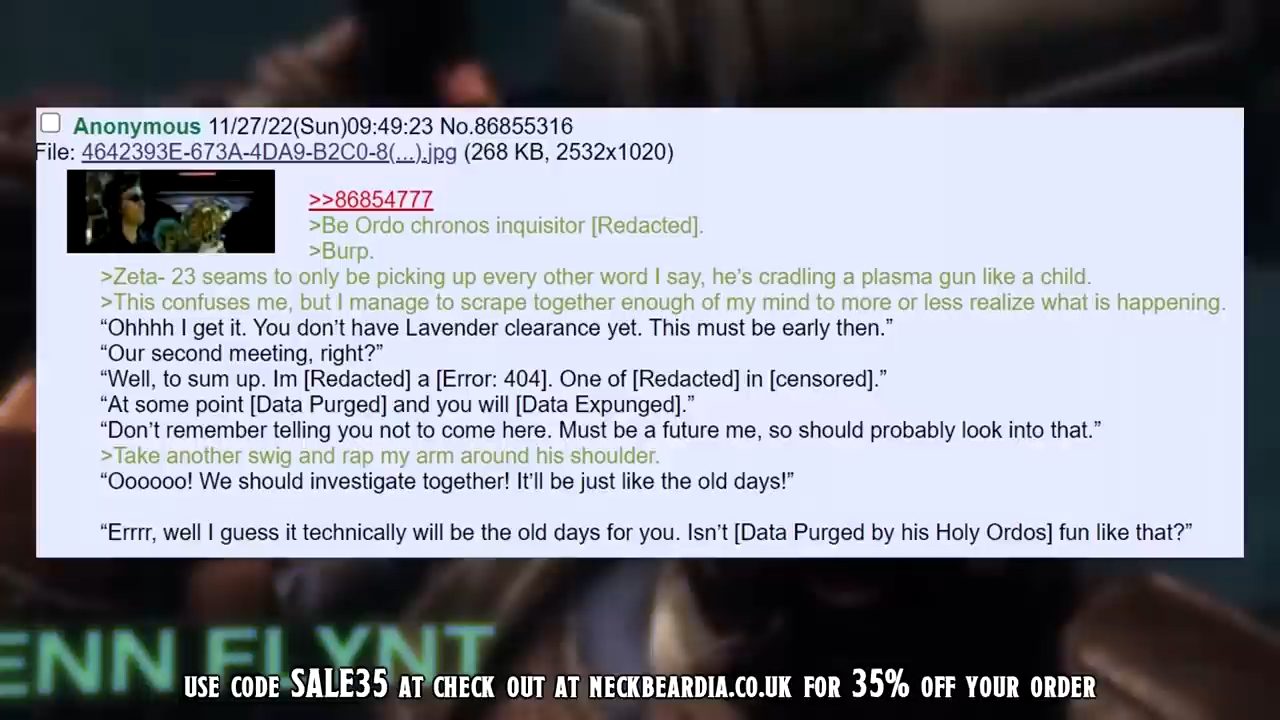 Anonymous 11/27/22(Sun)09:49:23 No.86855316
File: 4642393E-673A-4DA9-B2C0-8(...).jpg (268 KB, 2532x1020)
>>86854777
>Be Ordo chronos inquisitor [Redacted].
>Burp.
>Zeta- 23 seams to only be picking up every other word I say, he’s cradling a plasma gun like a child.
>This confuses me, but I manage to scrape together enough of my mind to more or less realize what is happening.
“Ohhhh I get it. You don’t have Lavender clearance yet. This must be early then.”
“Our second meeting, right?”
“Well, to sum up. Im [Redacted] a [Error: 404]. One of [Redacted] in [censored].”
“At some point [Data Purged] and you will [Data Expunged].”
“Don’t remember telling you not to come here. Must be a future me, so should probably look into that.”
>Take another swig and rap my arm around his shoulder.
“Oooooo! We should investigate together! It’ll be just like the old days!”
“Errrr, well I guess it technically will be the old days for you. Isn’t [Data Purged by his Holy Ordos] fun like that?”
ENN FLYNT
USE CODE SALE35 AT CHECK OUT AT NECKBEARDIA.CO.UK FOR 35% OFF YOUR ORDER